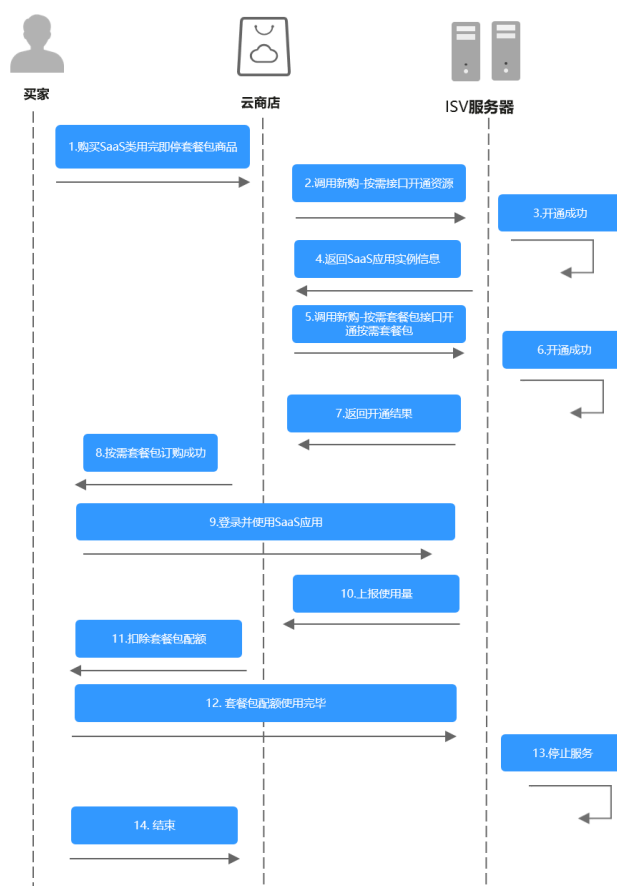 买家
云商店
ISV服务器
1.购买SaaS类用完即停套餐包商品
2.调用新购-按需接口开通资源
3.开通成功
4.返回SaaS应用实例信息
5.调用新购-按需套餐包接口开
通按需套餐包
6.开通成功
7.返回开通结果
8.按需套餐包订购成功
9.登录并使用SaaS应用
10.上报使用量
11.扣除套餐包配额
12. 套餐包配额使用完毕
13.停止服务
14. 结束